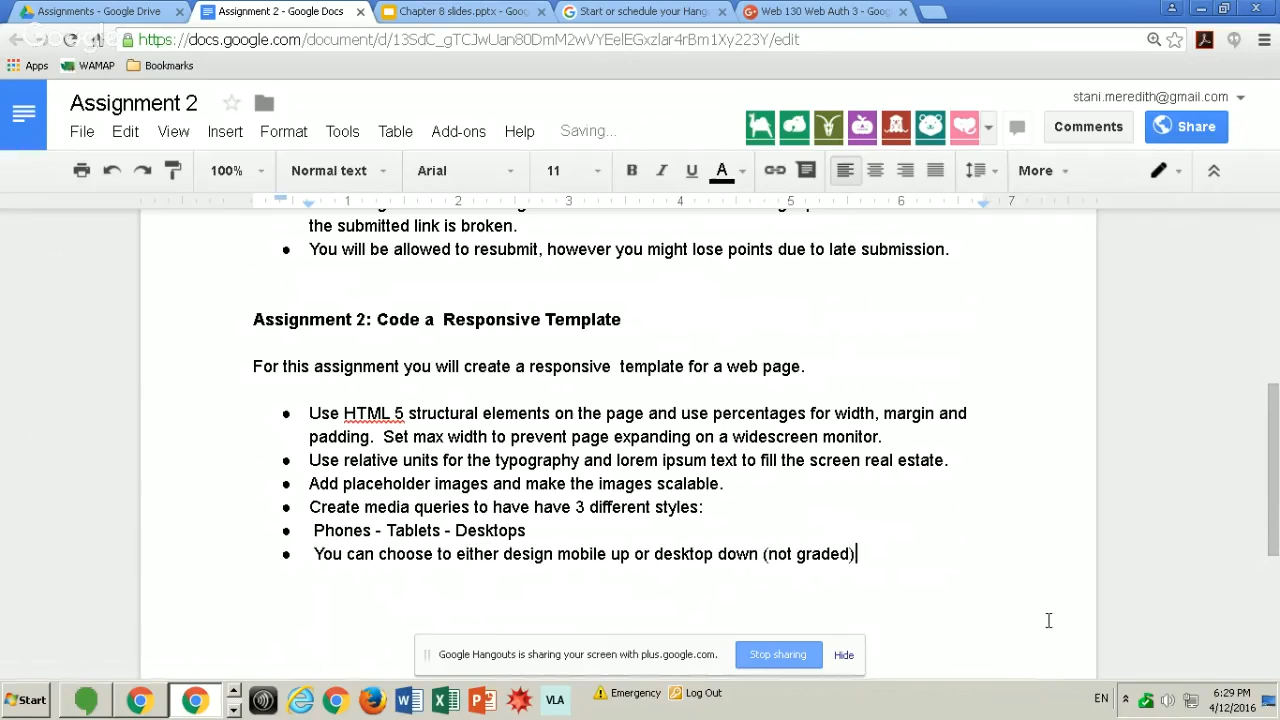 Assignments - Google Drive
Assignment 2 - Google Docs
Chapter 8 slides.pptx - Goo
Start or schedule your Hang
Web 130 Web Auth 3 - Goo
Google+
https://docs.google.com/document/d/13SdC_gTCJwUan80DmM2wVYEelEGxzlar4rBm1Xy223Y/edit
Apps WAMAP Bookmarks
Assignment 2
stani.meredith@gmail.com
File Edit View Insert Format Tools Table Add-ons Help Saving...
Comments Share
100% Normal text Arial 11 B I U A More
1 2 3 4 5 6 7
the submitted link is broken.
● You will be allowed to resubmit, however you might lose points due to late submission.
Assignment 2: Code a Responsive Template
For this assignment you will create a responsive template for a web page.
● Use HTML 5 structural elements on the page and use percentages for width, margin and
padding. Set max width to prevent page expanding on a widescreen monitor.
● Use relative units for the typography and lorem ipsum text to fill the screen real estate.
● Add placeholder images and make the images scalable.
● Create media queries to have have 3 different styles:
● Phones - Tablets - Desktops
● You can choose to either design mobile up or desktop down (not graded)
Google Hangouts is sharing your screen with plus.google.com. Stop sharing Hide
Start VLA Emergency Log Out EN 6:29 PM
4/12/2016